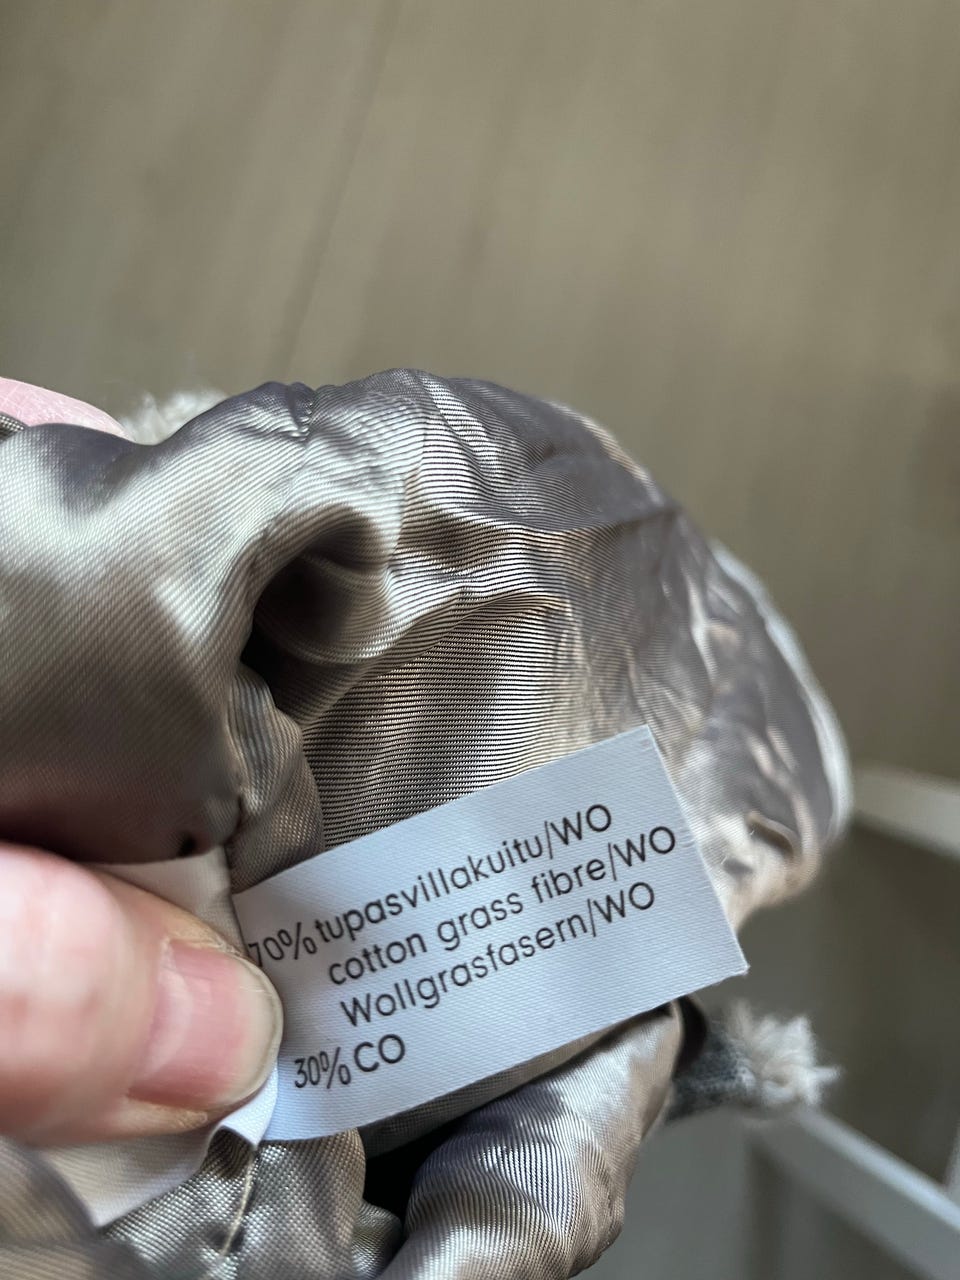 70% tupasvillakuitu/WO
cotton grass fibre/WO
Wollgrasfasern/WO
30% CO